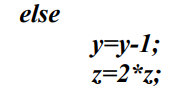 else
y=y-1;
z=2*z;